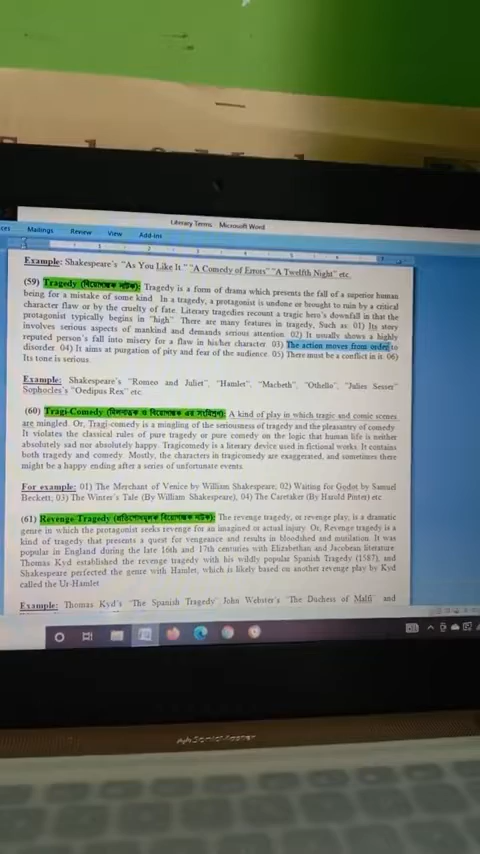 Literary Terms - Microsoft Word
ces Mailings Review View Add-Ins
Example: Shakespeare's "As You Like It." "A Comedy of Errors" "A Twelfth Night" etc.
(59) Tragedy (বিয়োগান্তক নাটক): Tragedy is a form of drama which presents the fall of a superior human
being for a mistake of some kind. In a tragedy, a protagonist is undone or brought to ruin by a critical
character flaw or by the cruelty of fate. Literary tragedies recount a tragic hero's downfall in that the
protagonist typically begins in "high". There are many features in tragedy, Such as: 01) Its story
involves serious aspects of mankind and demands serious attention. 02) It usually shows a highly
reputed person's fall into misery for a flaw in his/her character. 03) The action moves from order to
disorder. 04) It aims at purgation of pity and fear of the audience. 05) There must be a conflict in it. 06)
Its tone is serious.
Example: Shakespeare's "Romeo and Juliet", "Hamlet", "Macbeth", "Othello", "Julies Sesser"
Sophocles's "Oedipus Rex" etc.
(60) Tragi-Comedy (মিলনাত্মক ও বিয়োগান্তক এর সংমিশ্রণ): A kind of play in which tragic and comic scenes
are mingled. Or, Tragi-comedy is a mingling of the seriousness of tragedy and the pleasantry of comedy.
It violates the classical rules of pure tragedy or pure comedy on the logic that human life is neither
absolutely sad nor absolutely happy. Tragicomedy is a literary device used in fictional works. It contains
both tragedy and comedy. Mostly, the characters in tragicomedy are exaggerated, and sometimes there
might be a happy ending after a series of unfortunate events.
For example: 01) The Merchant of Venice by William Shakespeare; 02) Waiting for Godot by Samuel
Beckett; 03) The Winter's Tale (By William Shakespeare), 04) The Caretaker (By Harold Pinter) etc
(61) Revenge Tragedy (প্রতিশোধমূলক বিয়োগান্তক নাটক): The revenge tragedy, or revenge play, is a dramatic
genre in which the protagonist seeks revenge for an imagined or actual injury. Or, Revenge tragedy is a
kind of tragedy that presents a quest for vengeance and results in bloodshed and mutilation. It was
popular in England during the late 16th and 17th centuries with Elizabethan and Jacobean literature.
Thomas Kyd established the revenge tragedy with his wildly popular Spanish Tragedy (1587), and
Shakespeare perfected the genre with Hamlet, which is likely based on another revenge play by Kyd
called the Ur-Hamlet
Example: Thomas Kyd's "The Spanish Tragedy" John Webster's "The Duchess of Malfi" and